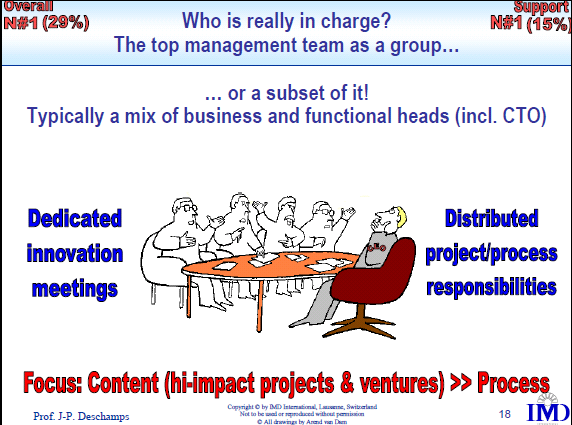 Overall
N#1 (29%)
Support
N#1 (15%)
Who is really in charge?
The top management team as a group…
… or a subset of it!
Typically a mix of business and functional heads (incl. CTO)
Dedicated
innovation
meetings
CEO
Distributed
project/process
responsibilities
Focus: Content (hi-impact projects & ventures) >> Process
Prof. J-P. Deschamps
Copyright © by IMD International, Lausanne, Switzerland
Not to be used or reproduced without permission
© All drawings by Arend van Dam
18
IMD